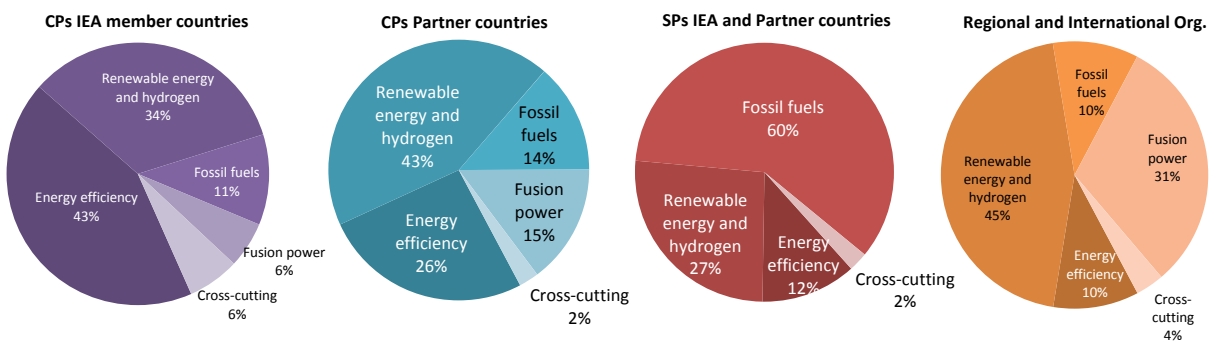 CPs IEA member countries
Renewable energy
and hydrogen
34%
Fossil fuels
11%
Energy efficiency
43%
Fusion power
6%
Cross-cutting
6%
CPs Partner countries
Renewable
energy and
hydrogen
43%
Fossil
fuels
14%
Fusion
power
15%
Energy
efficiency
26%
Cross-cutting
2%
SPs IEA and Partner countries
Fossil fuels
60%
Renewable
energy and
hydrogen
27%
Energy
efficiency
12%
Cross-cutting
2%
Regional and International Org.
Fossil
fuels
10%
Fusion
power
31%
Renewable
energy and
hydrogen
45%
Energy
efficiency
10%
Cross-
cutting
4%